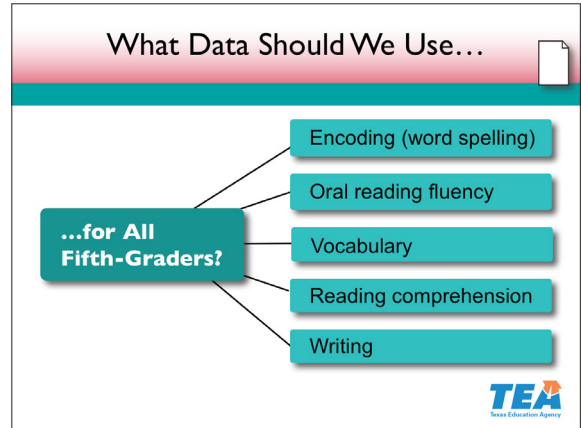 What Data Should We Use...
...for All
Fifth-Graders?
Encoding (word spelling)
Oral reading fluency
Vocabulary
Reading comprehension
Writing
TEA
Texas Education Agency